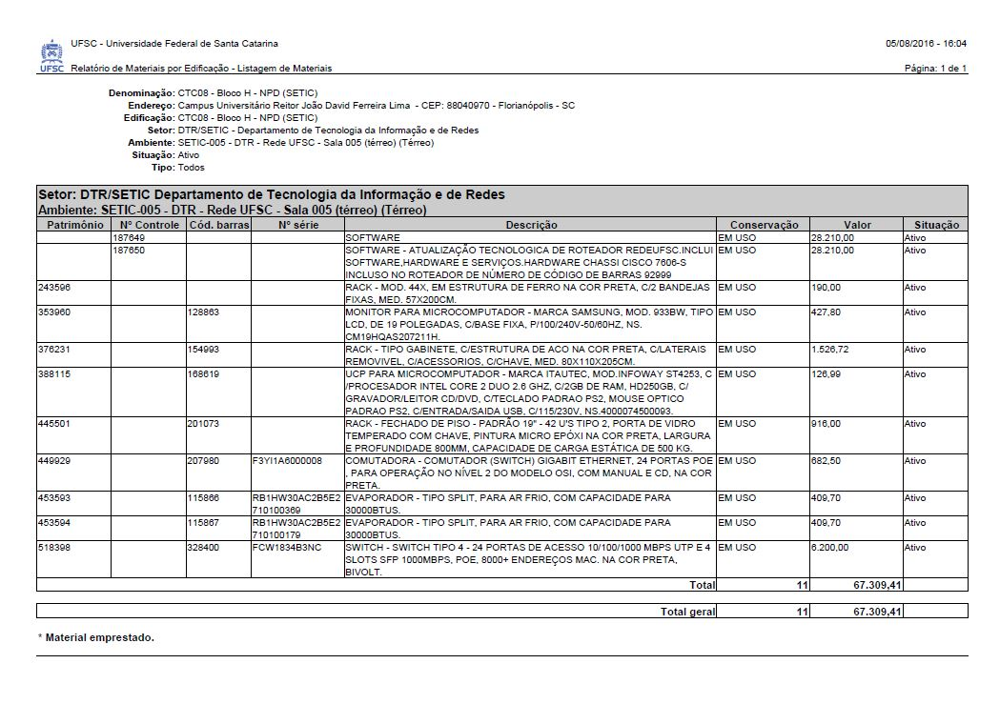 UFSC - Universidade Federal de Santa Catarina 05/08/2016 - 16:04
UFSC Relatório de Materiais por Edificação - Listagem de Materiais Página: 1 de 1
Denominação: CTC08 - Bloco H - NPD (SETIC)
Endereço: Campus Universitário Reitor João David Ferreira Lima - CEP: 88040970 - Florianópolis - SC
Edificação: CTC08 - Bloco H - NPD (SETIC)
Setor: DTR/SETIC - Departamento de Tecnologia da Informação e de Redes
Ambiente: SETIC-005 - DTR - Rede UFSC - Sala 005 (térreo) (Térreo)
Situação: Ativo
Tipo: Todos
Setor: DTR/SETIC Departamento de Tecnologia da Informação e de Redes
Ambiente: SETIC-005 - DTR - Rede UFSC - Sala 005 (térreo) (Térreo)
Patrimônio Nº Controle Cód. barras Nº série Descrição Conservação Valor Situação
187649 SOFTWARE EM USO 28.210,00 Ativo
187650 SOFTWARE - ATUALIZAÇÃO TECNOLOGICA DE ROTEADOR REDEUFSC.INCLUI EM USO 28.210,00 Ativo
SOFTWARE,HARDWARE E SERVIÇOS.HARDWARE CHASSI CISCO 7606-S
INCLUSO NO ROTEADOR DE NÚMERO DE CÓDIGO DE BARRAS 92999
243596 RACK - MOD. 44X, EM ESTRUTURA DE FERRO NA COR PRETA, C/2 BANDEJAS EM USO 190,00 Ativo
FIXAS, MED. 57X200CM.
353960 128863 MONITOR PARA MICROCOMPUTADOR - MARCA SAMSUNG, MOD. 933BW, TIPO EM USO 427,80 Ativo
LCD, DE 19 POLEGADAS, C/BASE FIXA, P/100/240V-50/60HZ, NS.
CM19HQAS207211H.
376231 154993 RACK - TIPO GABINETE, C/ESTRUTURA DE ACO NA COR PRETA, C/LATERAIS EM USO 1.526,72 Ativo
REMOVIVEL, C/ACESSORIOS, C/CHAVE, MED. 80X110X205CM.
388115 168619 UCP PARA MICROCOMPUTADOR - MARCA ITAUTEC, MOD.INFOWAY ST4253, C EM USO 126,99 Ativo
/PROCESADOR INTEL CORE 2 DUO 2.6 GHZ, C/2GB DE RAM, HD250GB, C/
GRAVADOR/LEITOR CD/DVD, C/TECLADO PADRAO PS2, MOUSE OPTICO
PADRAO PS2, C/ENTRADA/SAIDA USB, C/115/230V, NS.4000074500093.
445501 201073 RACK - FECHADO DE PISO - PADRÃO 19" - 42 U'S TIPO 2, PORTA DE VIDRO EM USO 916,00 Ativo
TEMPERADO COM CHAVE, PINTURA MICRO EPÓXI NA COR PRETA, LARGURA
E PROFUNDIDADE 800MM, CAPACIDADE DE CARGA ESTÁTICA DE 500 KG.
449929 207980 F3YI1A6000008 COMUTADORA - COMUTADOR (SWITCH) GIGABIT ETHERNET, 24 PORTAS POE EM USO 682,50 Ativo
, PARA OPERAÇÃO NO NÍVEL 2 DO MODELO OSI, COM MANUAL E CD, NA COR
PRETA.
453593 115866 RB1HW30AC2B5E2 EVAPORADOR - TIPO SPLIT, PARA AR FRIO, COM CAPACIDADE PARA EM USO 409,70 Ativo
710100369 30000BTUS.
453594 115867 RB1HW30AC2B5E2 EVAPORADOR - TIPO SPLIT, PARA AR FRIO, COM CAPACIDADE PARA EM USO 409,70 Ativo
710100179 30000BTUS.
518398 328400 FCW1834B3NC SWITCH - SWITCH TIPO 4 - 24 PORTAS DE ACESSO 10/100/1000 MBPS UTP E 4 EM USO 6.200,00 Ativo
SLOTS SFP 1000MBPS, POE, 8000+ ENDEREÇOS MAC. NA COR PRETA,
BIVOLT.
Total 11 67.309,41
Total geral 11 67.309,41
* Material emprestado.